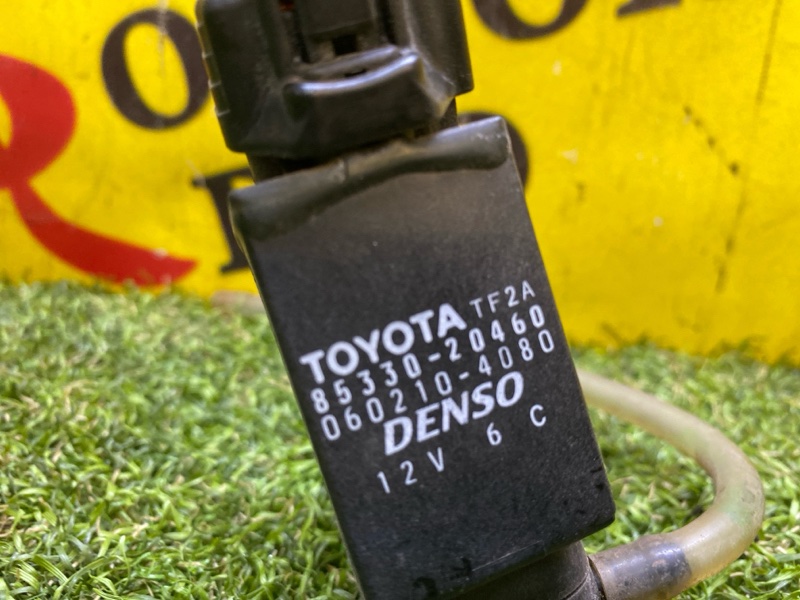 TOYOTA TF2A
85330-20460
060210-4080
DENSO
12V 6 C